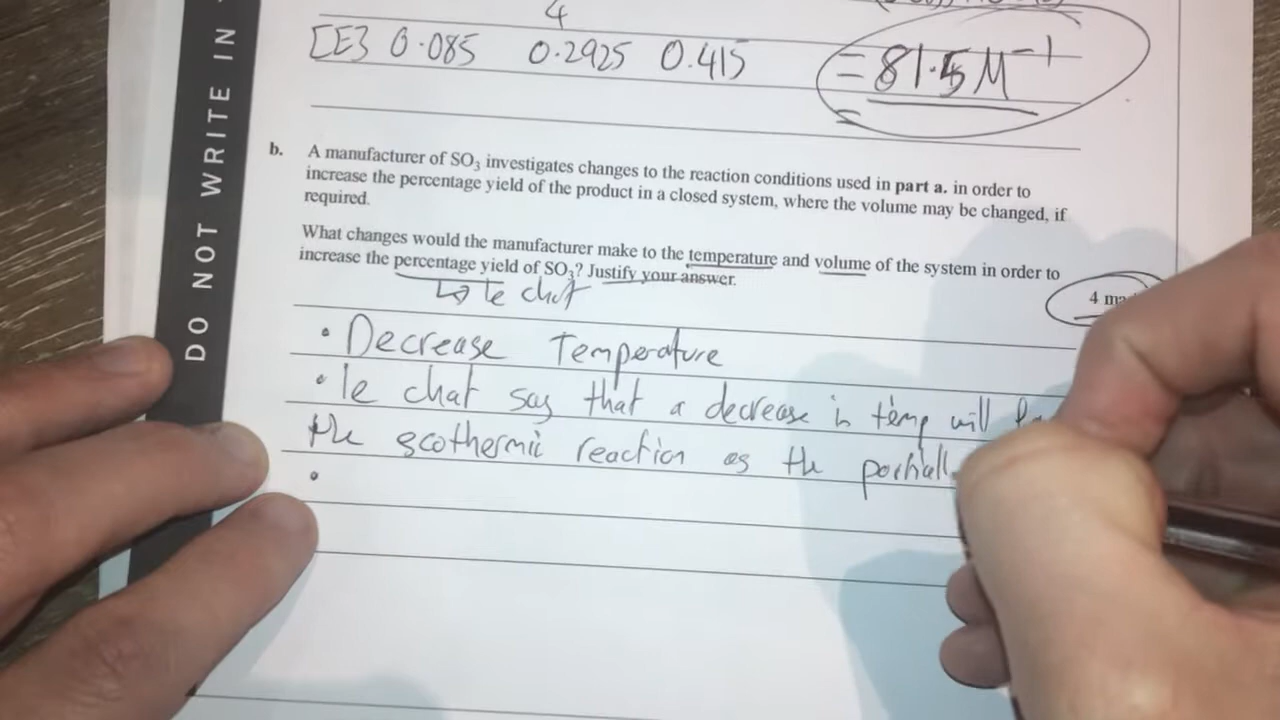 4
[E] 0.085 0.2925 0.415
= 81.5 M⁻¹
DO NOT WRITE IN
b. A manufacturer of SO₃ investigates changes to the reaction conditions used in part a. in order to
increase the percentage yield of the product in a closed system, where the volume may be changed, if
required.
What changes would the manufacturer make to the temperature and volume of the system in order to
increase the percentage yield of SO₃? Justify your answer.
le chat
4
• Decrease Temperature
• le chat say that a decrease in temp will
the exothermic reaction as the
•